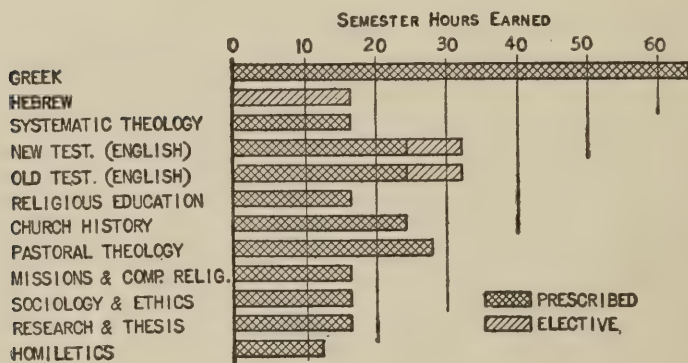 SEMESTER HOURS EARNED
0 10 20 30 40 50 60
GREEK
HEBREW
SYSTEMATIC THEOLOGY
NEW TEST. (ENGLISH)
OLD TEST. (ENGLISH)
RELIGIOUS EDUCATION
CHURCH HISTORY
PASTORAL THEOLOGY
MISSIONS & COMP. RELIG.
SOCIOLOGY & ETHICS
RESEARCH & THESIS
HOMILETICS
PRESCRIBED
ELECTIVE